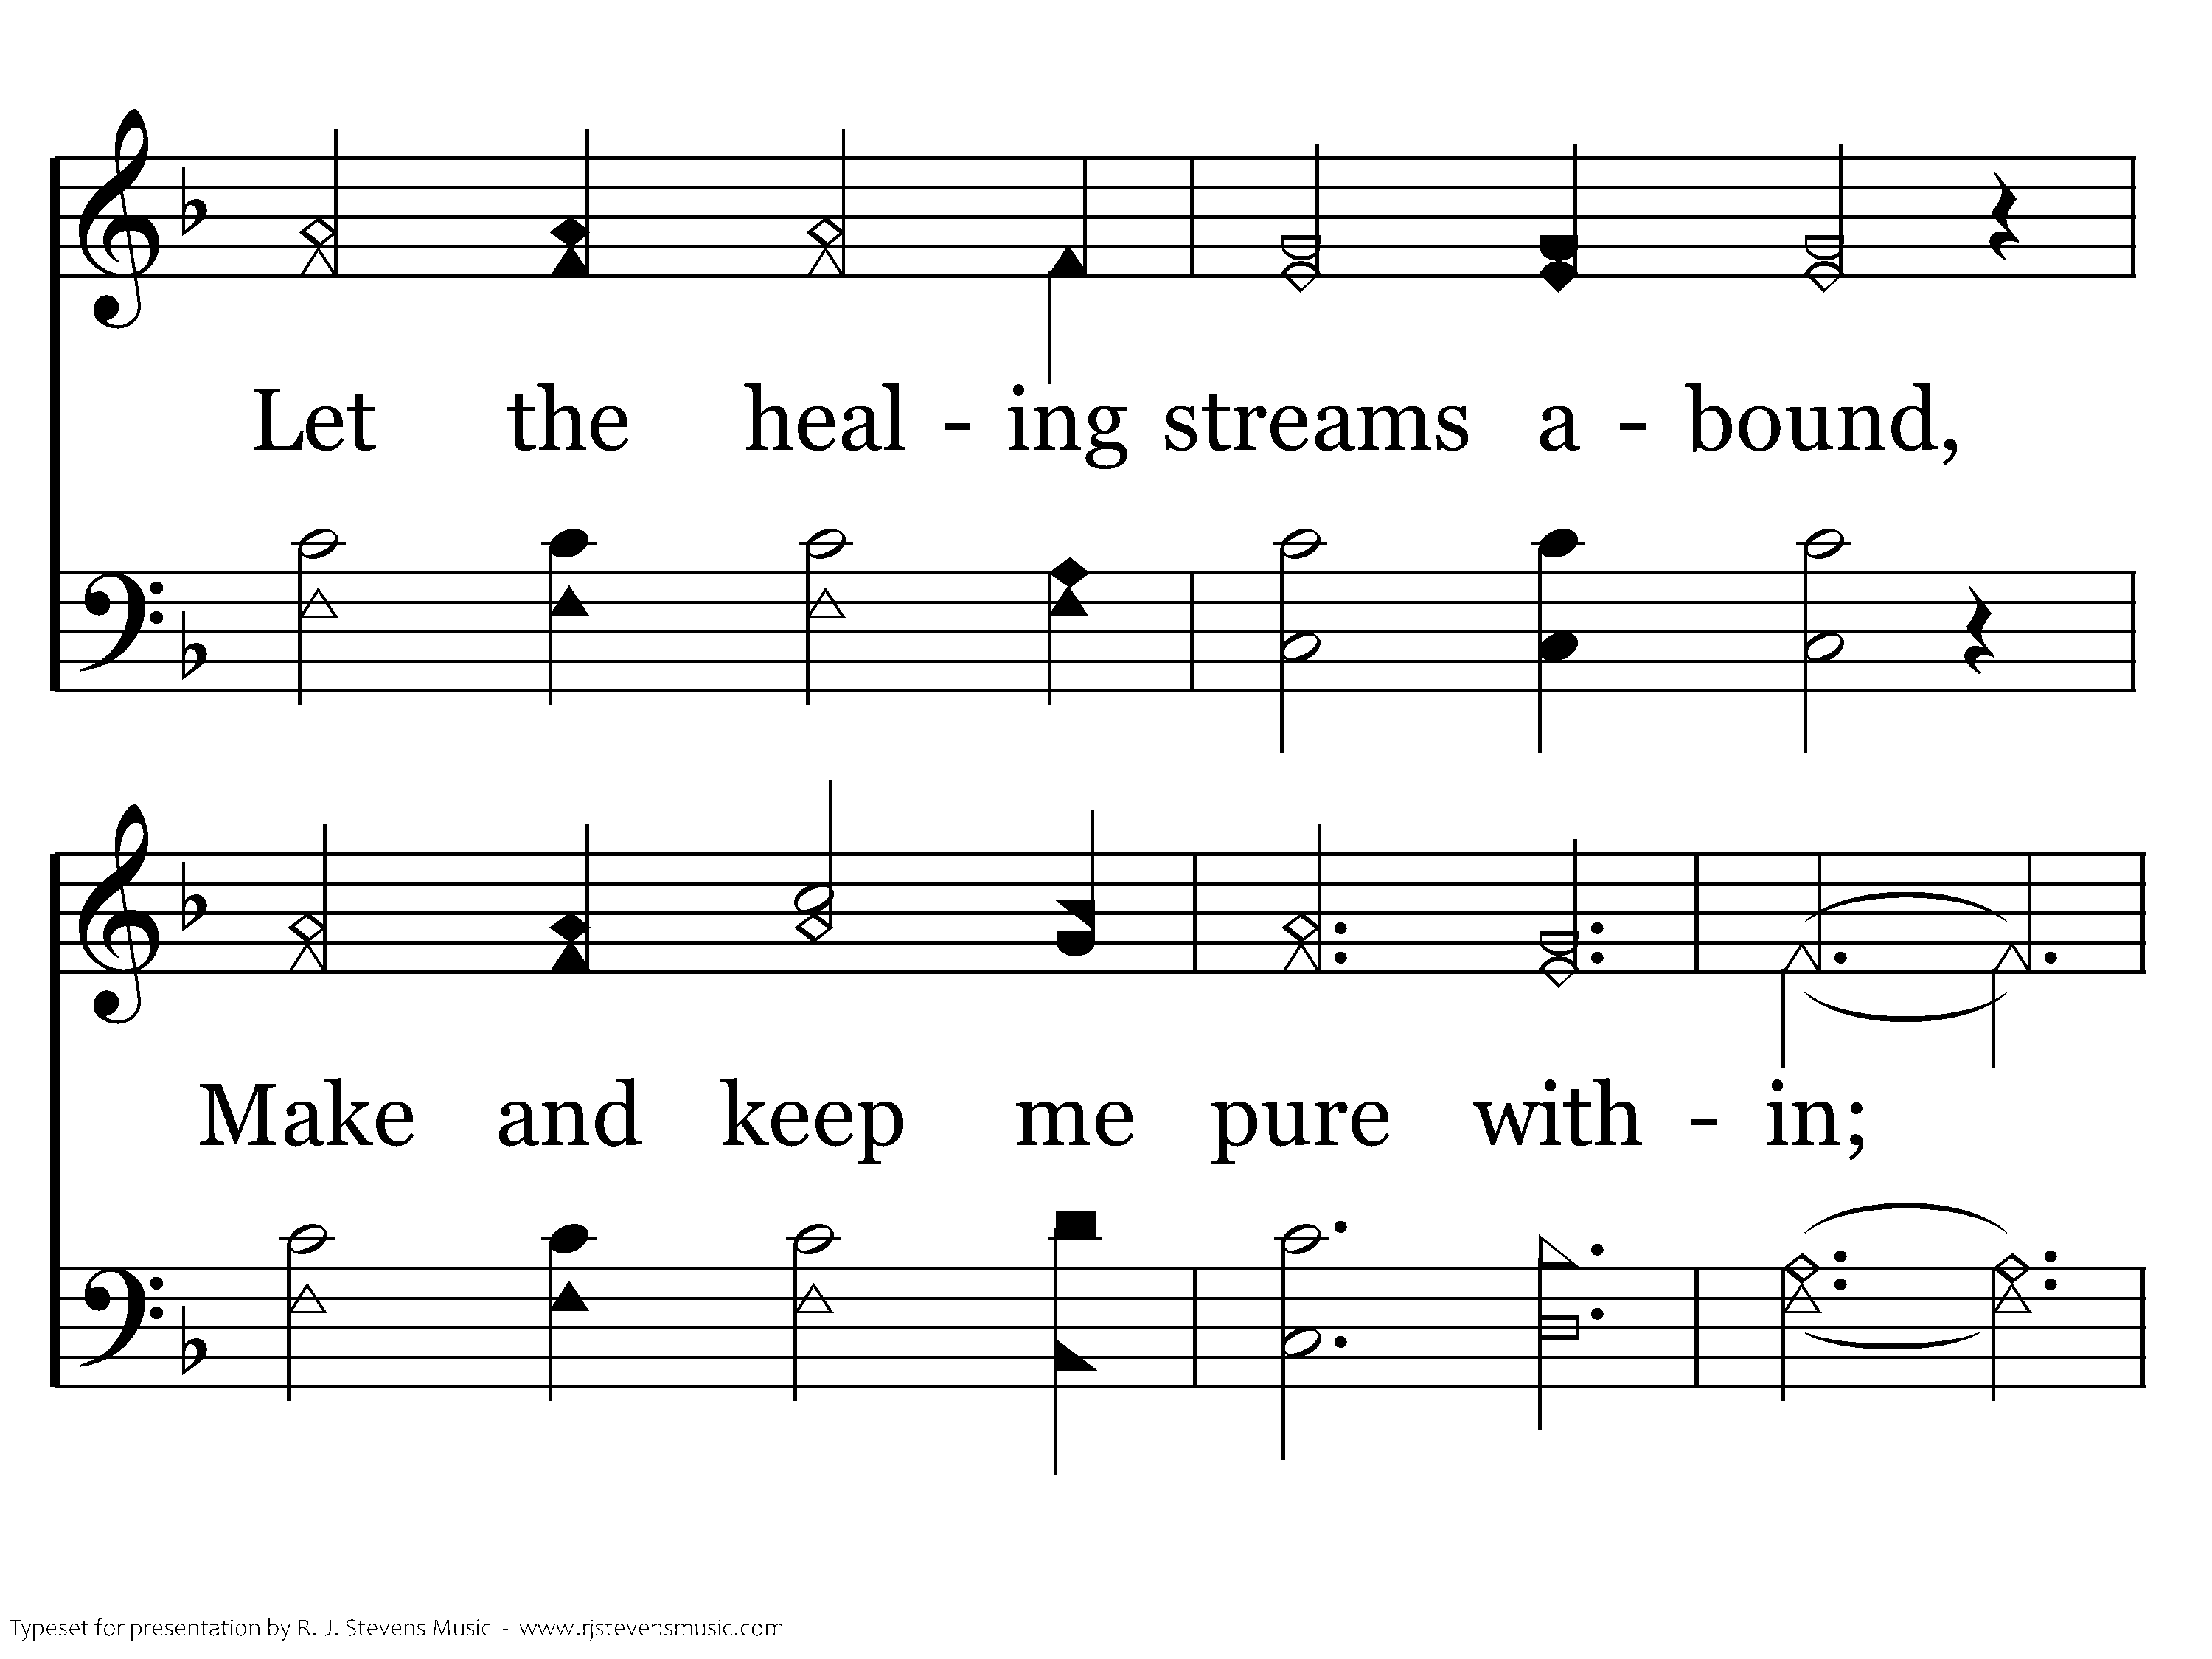 Let the heal - ing streams a - bound,
Make and keep me pure with - in;
Typeset for presentation by R. J. Stevens Music - www.rjstevensmusic.com